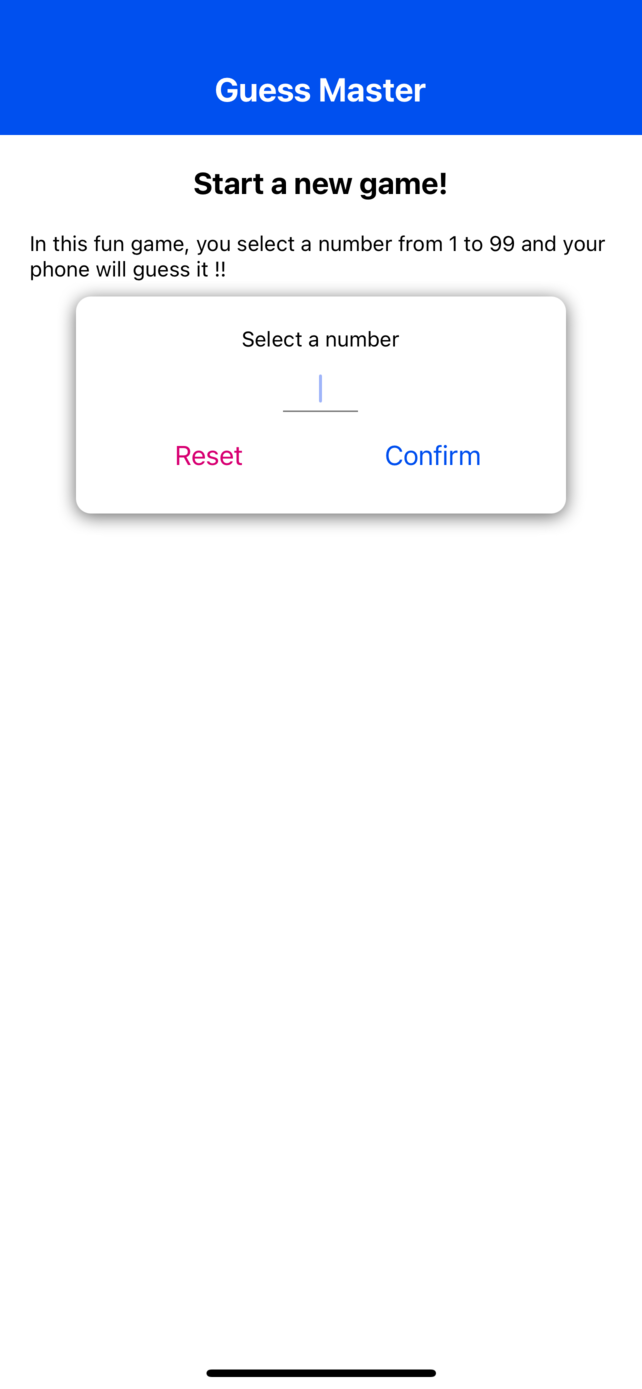 Guess Master
Start a new game!
In this fun game, you select a number from 1 to 99 and your
phone will guess it !!
Select a number
Reset
Confirm